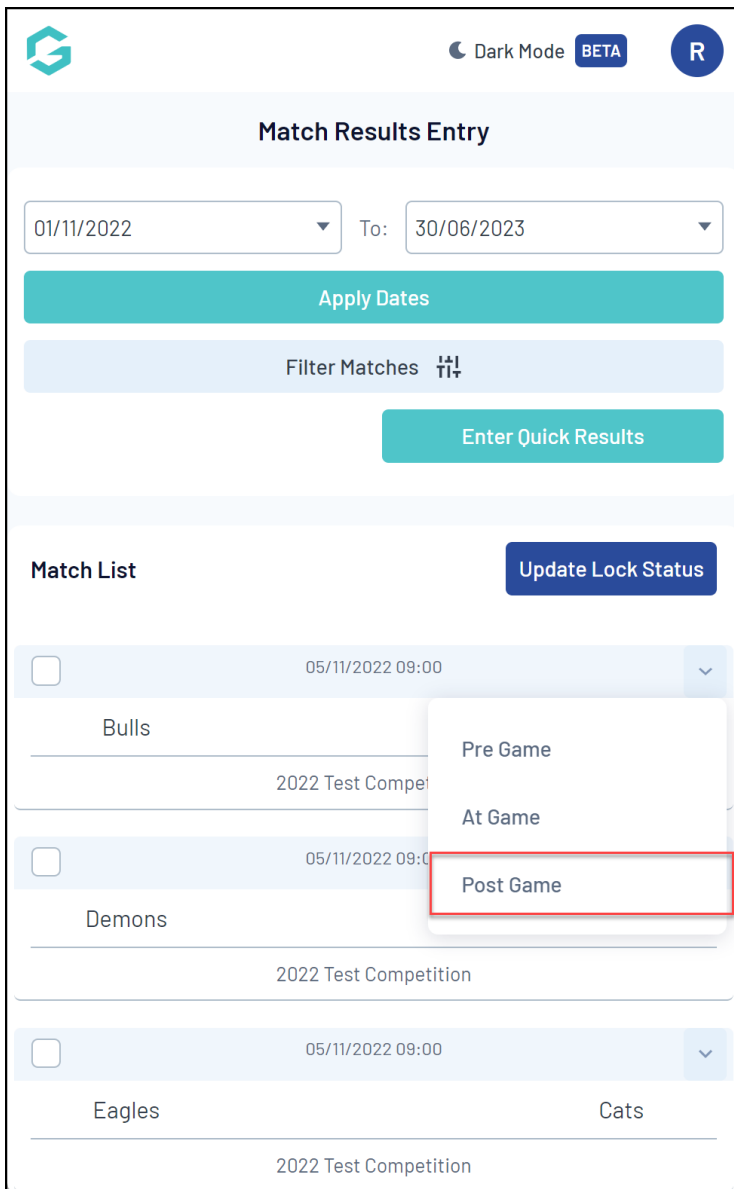 Dark Mode BETA R
Match Results Entry
01/11/2022 To: 30/06/2023
Apply Dates
Filter Matches
Enter Quick Results
Match List Update Lock Status
05/11/2022 09:00
Bulls
2022 Test Compet
Pre Game
At Game
Post Game
05/11/2022 09:0
Demons
2022 Test Competition
05/11/2022 09:00
Eagles Cats
2022 Test Competition